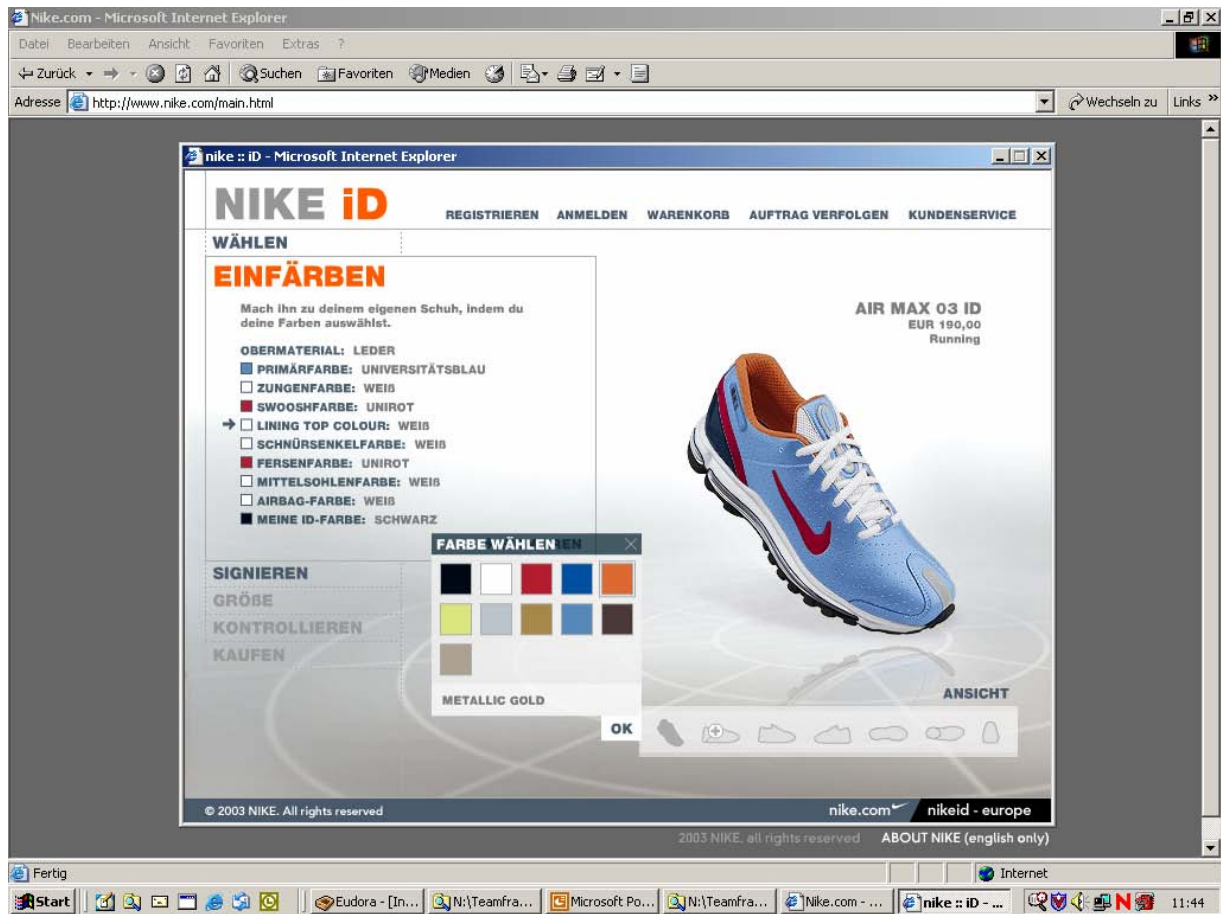 Nike.com - Microsoft Internet Explorer
Datei Bearbeiten Ansicht Favoriten Extras ?
Zurück Suchen Favoriten Medien
Adresse http://www.nike.com/main.html Wechseln zu Links »
nike :: iD - Microsoft Internet Explorer
NIKE iD
REGISTRIEREN ANMELDEN WARENKORB AUFTRAG VERFOLGEN KUNDENSERVICE
WÄHLEN
EINFÄRBEN
Mach ihn zu deinem eigenen Schuh, indem du
deine Farben auswählst.
OBERMATERIAL: LEDER
PRIMÄRFARBE: UNIVERSITÄTSBLAU
ZUNGENFARBE: WEIß
SWOOSHFARBE: UNIROT
LINING TOP COLOUR: WEIß
SCHNÜRSENKELFARBE: WEIß
FERSENFARBE: UNIROT
MITTELSOHLENFARBE: WEIß
AIRBAG-FARBE: WEIß
MEINE ID-FARBE: SCHWARZ
AIR MAX 03 ID
EUR 190,00
Running
FARBE WÄHLEN
METALLIC GOLD
OK
SIGNIEREN
GRÖßE
KONTROLLIEREN
KAUFEN
ANSICHT
© 2003 NIKE. All rights reserved
nike.com nikeid - europe
2003 NIKE, all rights reserved ABOUT NIKE (english only)
Fertig Internet
Start Eudora - [In... N:\Teamfra... Microsoft Po... N:\Teamfra... Nike.com - ... nike :: iD - ... 11:44